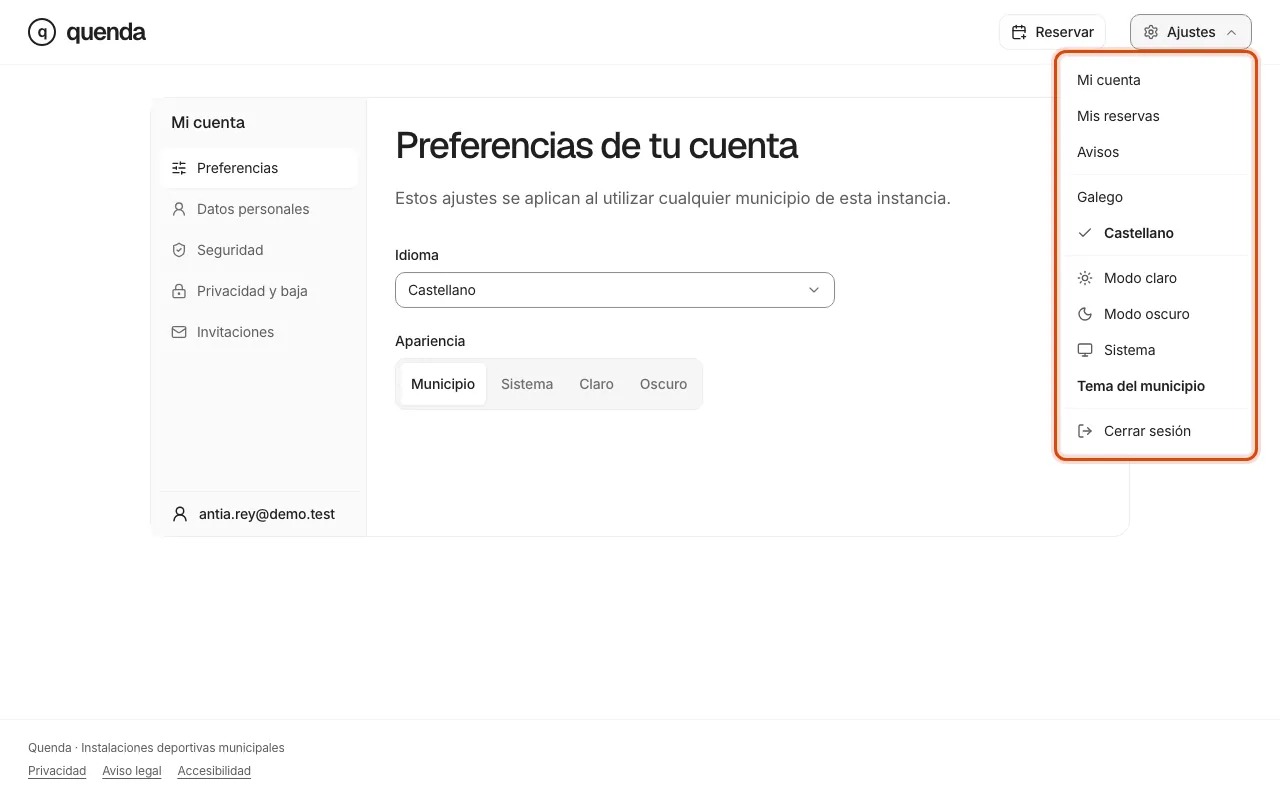 q quenda
Reservar
Ajustes
Mi cuenta
Mis reservas
Avisos
Galego
Castellano
Modo claro
Modo oscuro
Sistema
Tema del municipio
Cerrar sesión
Mi cuenta
Preferencias
Datos personales
Seguridad
Privacidad y baja
Invitaciones
antia.rey@demo.test
Preferencias de tu cuenta
Estos ajustes se aplican al utilizar cualquier municipio de esta instancia.
Idioma
Castellano
Apariencia
Municipio Sistema Claro Oscuro
Quenda · Instalaciones deportivas municipales
Privacidad Aviso legal Accesibilidad